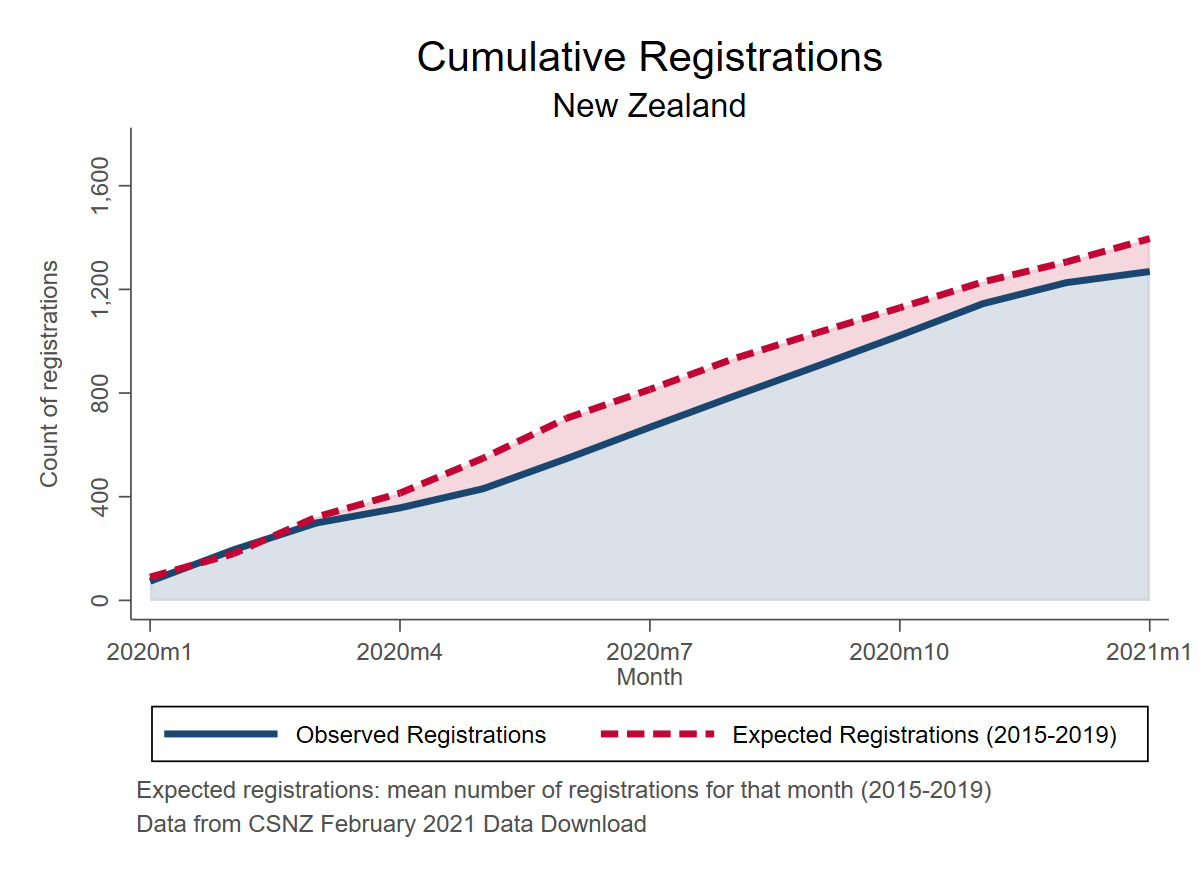 Cumulative Registrations
New Zealand
Count of registrations
1,600
1,200
800
400
0
2020m1 2020m4 2020m7 2020m10 2021m1
Month
Observed Registrations Expected Registrations (2015-2019)
Expected registrations: mean number of registrations for that month (2015-2019)
Data from CSNZ February 2021 Data Download